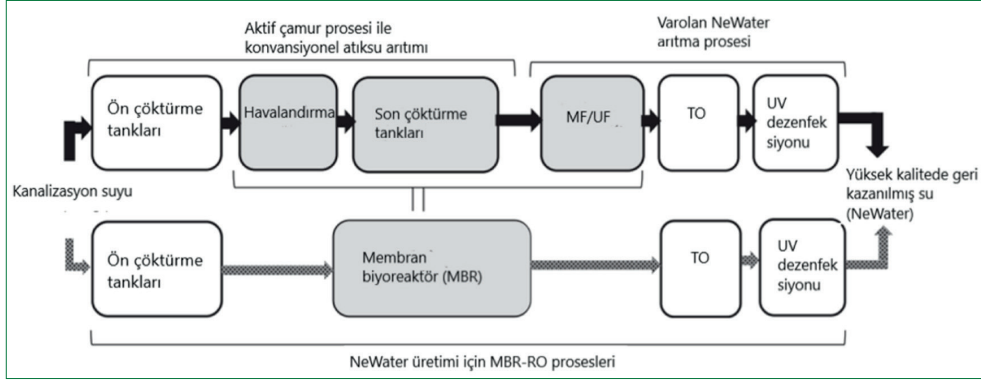 Aktif çamur prosesi ile
konvansiyonel atıksu arıtımı
Varolan NeWater
arıtma prosesi
Ön çöktürme
tankları
Havalandırma
Son çöktürme
tankları
MF/UF
TO
UV
dezenfek
siyonu
Kanalizasyon suyu
Yüksek kalitede geri
kazanılmış su
(NeWater)
Ön çöktürme
tankları
Membran
biyoreaktör (MBR)
TO
UV
dezenfek
siyonu
NeWater üretimi için MBR-RO prosesleri